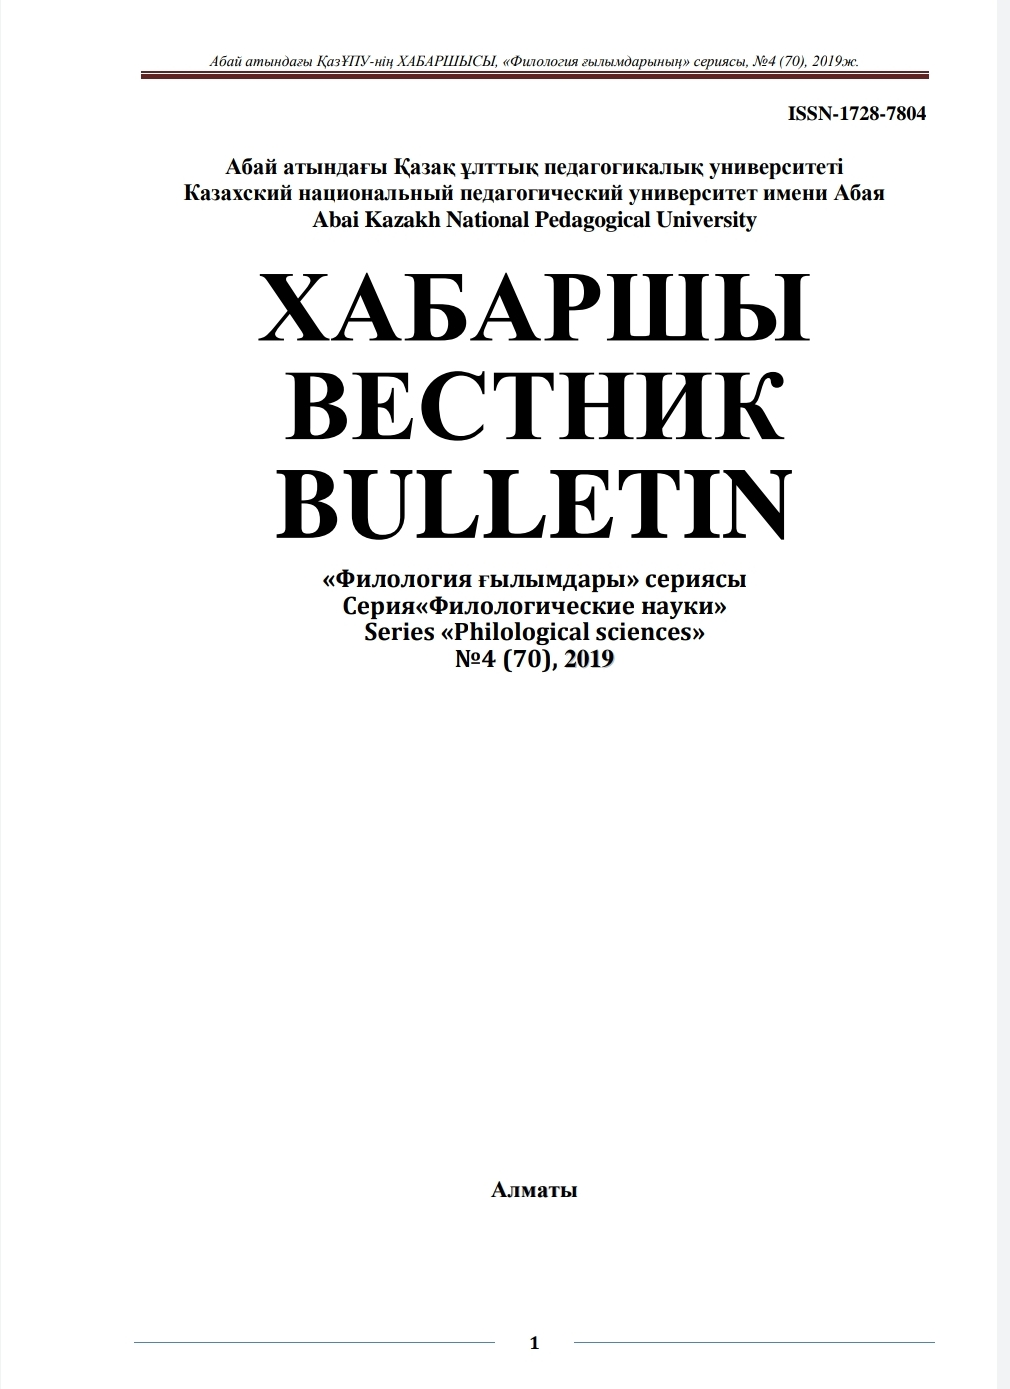 Абай атындағы ҚазҰПУ-нің ХАБАРШЫСЫ, «Филология ғылымдарының» сериясы, №4 (70), 2019ж.
ISSN-1728-7804
Абай атындағы Қазақ ұлттық педагогикалық университеті
Казахский национальный педагогический университет имени Абая
Abai Kazakh National Pedagogical University
ХАБАРШЫ
ВЕСТНИК
BULLETIN
«Филология ғылымдары» сериясы
Серия«Филологические науки»
Series «Philological sciences»
№4 (70), 2019
Алматы
1